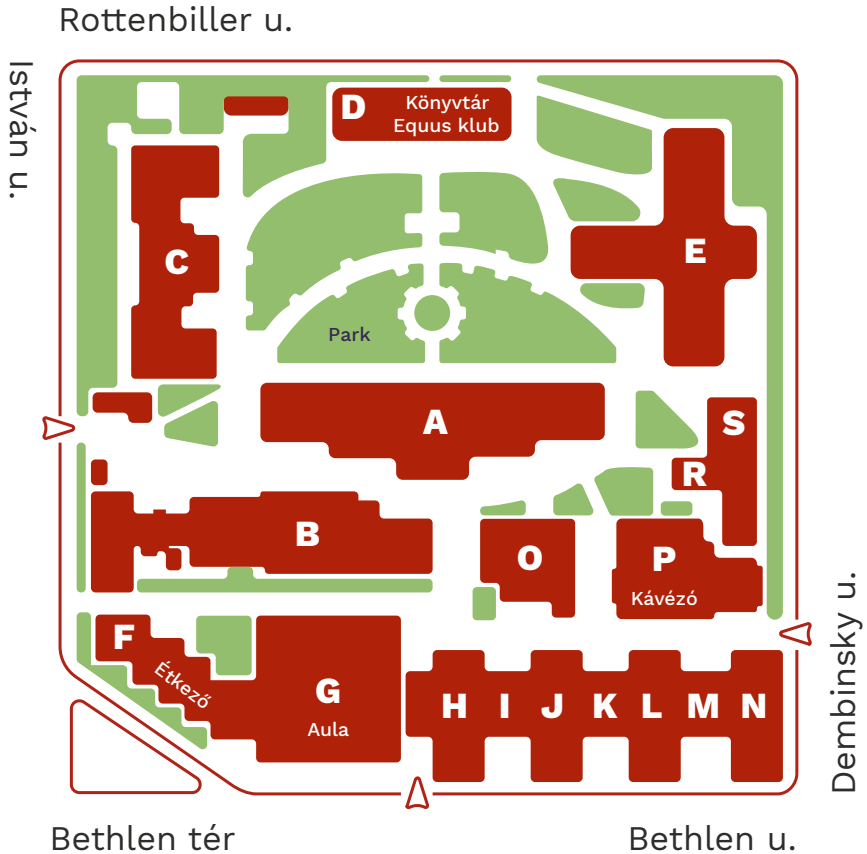 Rottenbiller u.
István u.
D
Könyvtár
Equus klub
E
C
Park
A
S
R
B
O
P
Kávézó
F
Étkező
G
Aula
H I J K L M N
Dembinsky u.
Bethlen tér
Bethlen u.